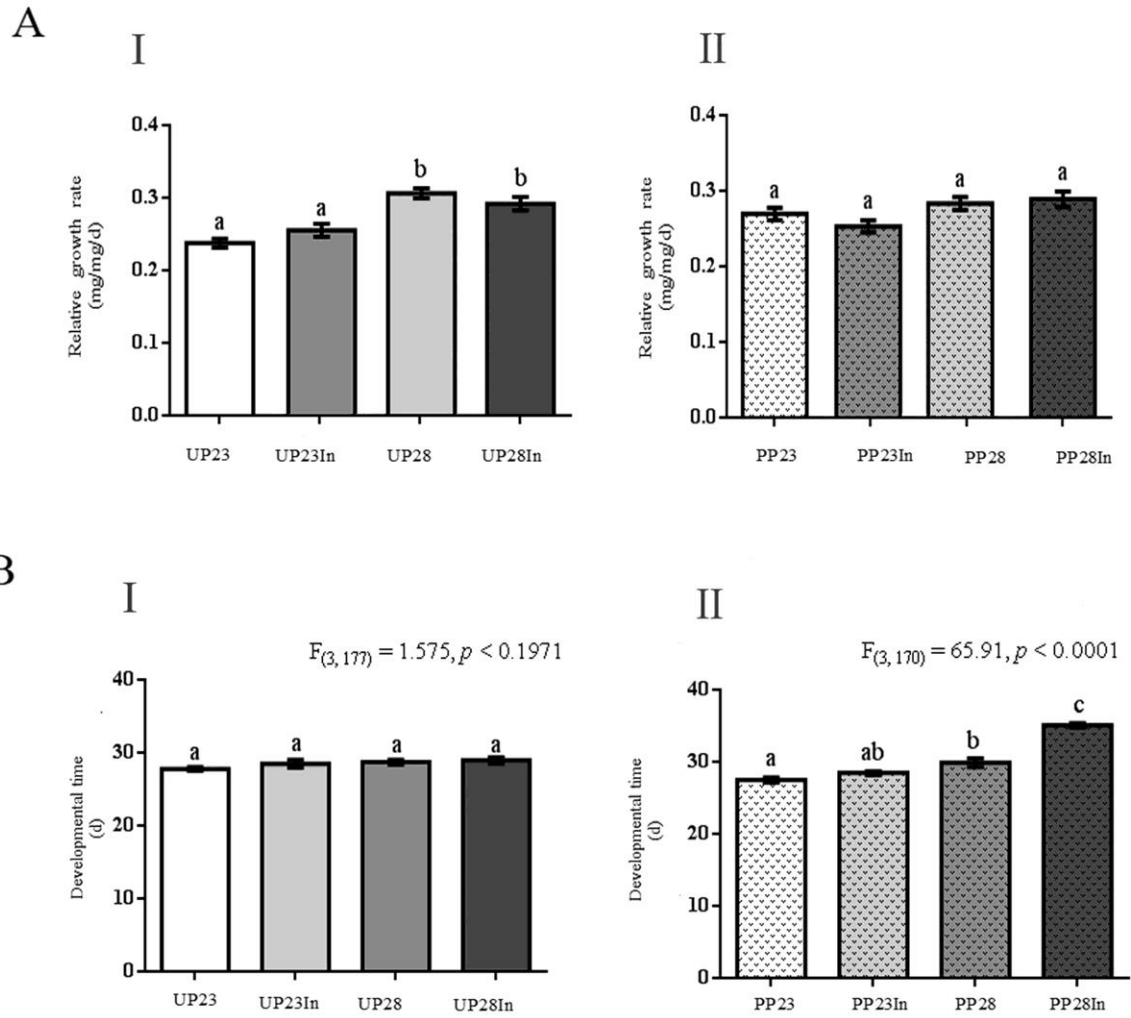 A
I
Relative growth rate
(mg/mg/d)
0.4
0.3
0.2
0.1
0.0
a
a
b
b
UP23
UP23In
UP28
UP28In
II
Relative growth rate
(mg/mg/d)
0.4
0.3
0.2
0.1
0.0
a
a
a
a
PP23
PP23In
PP28
PP28In
B
I
F(3, 177) = 1.575, p < 0.1971
Developmental time
(d)
40
30
20
10
0
a
a
a
a
UP23
UP23In
UP28
UP28In
II
F(3, 170) = 65.91, p < 0.0001
Developmental time
(d)
40
30
20
10
0
a
ab
b
c
PP23
PP23In
PP28
PP28In